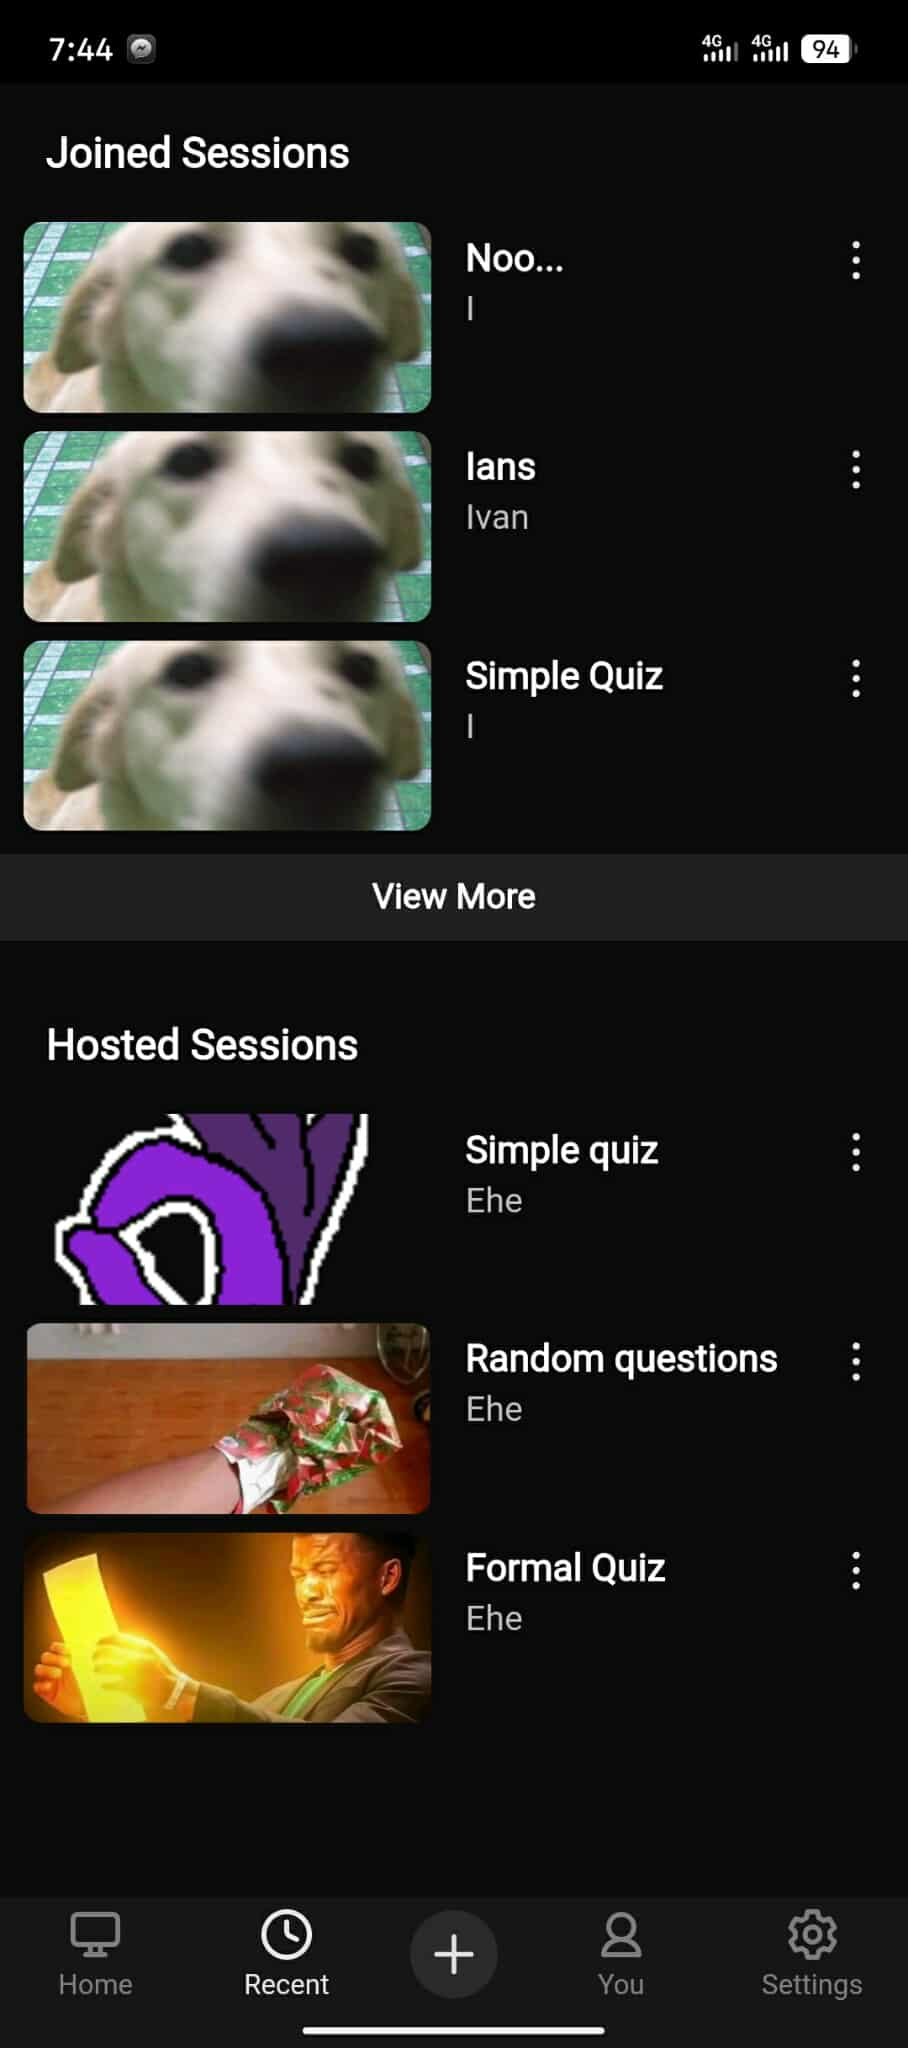 7:44
4G 4G 94
Joined Sessions
Noo...
I
Ians
Ivan
Simple Quiz
I
View More
Hosted Sessions
Simple quiz
Ehe
Random questions
Ehe
Formal Quiz
Ehe
Home
Recent
You
Settings